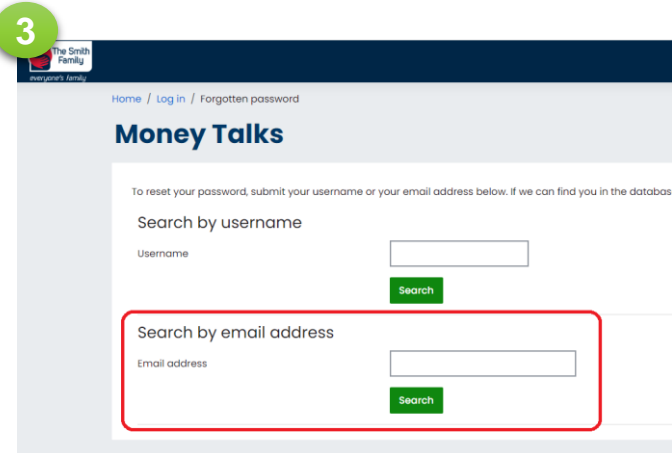 3
The Smith
Family
everyone's family
Home / Log in / Forgotten password
Money Talks
To reset your password, submit your username or your email address below. If we can find you in the databas
Search by username
Username
Search
Search by email address
Email address
Search